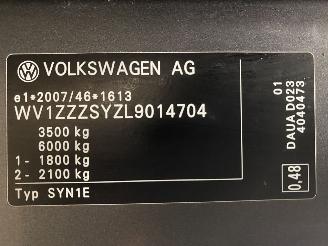 VOLKSWAGEN AG
e1*2007/46*1613
WV1ZZZSYZL9014704
3500 kg
6000 kg
1- 1800 kg
2- 2100 kg
Typ SYN1E
01
DAUA D023
4040473
0,48